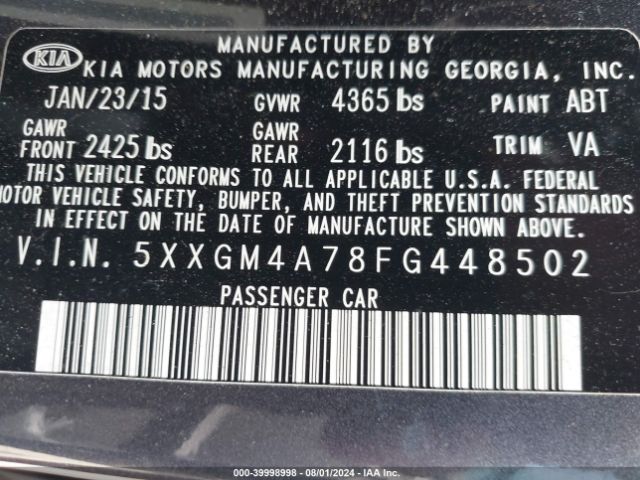 MANUFACTURED BY
KIA KIA MOTORS MANUFACTURING GEORGIA, INC.
JAN/23/15 GVWR 4365 lbs PAINT ABT
GAWR FRONT 2425 lbs GAWR REAR 2116 lbs TRIM VA
THIS VEHICLE CONFORMS TO ALL APPLICABLE U.S.A. FEDERAL
MOTOR VEHICLE SAFETY, BUMPER, AND THEFT PREVENTION STANDARDS
IN EFFECT ON THE DATE OF MANUFACTURE SHOWN ABOVE.
V.I.N. 5XXGM4A78FG448502
PASSENGER CAR
000-39998998 - 08/01/2024 - IAA Inc.